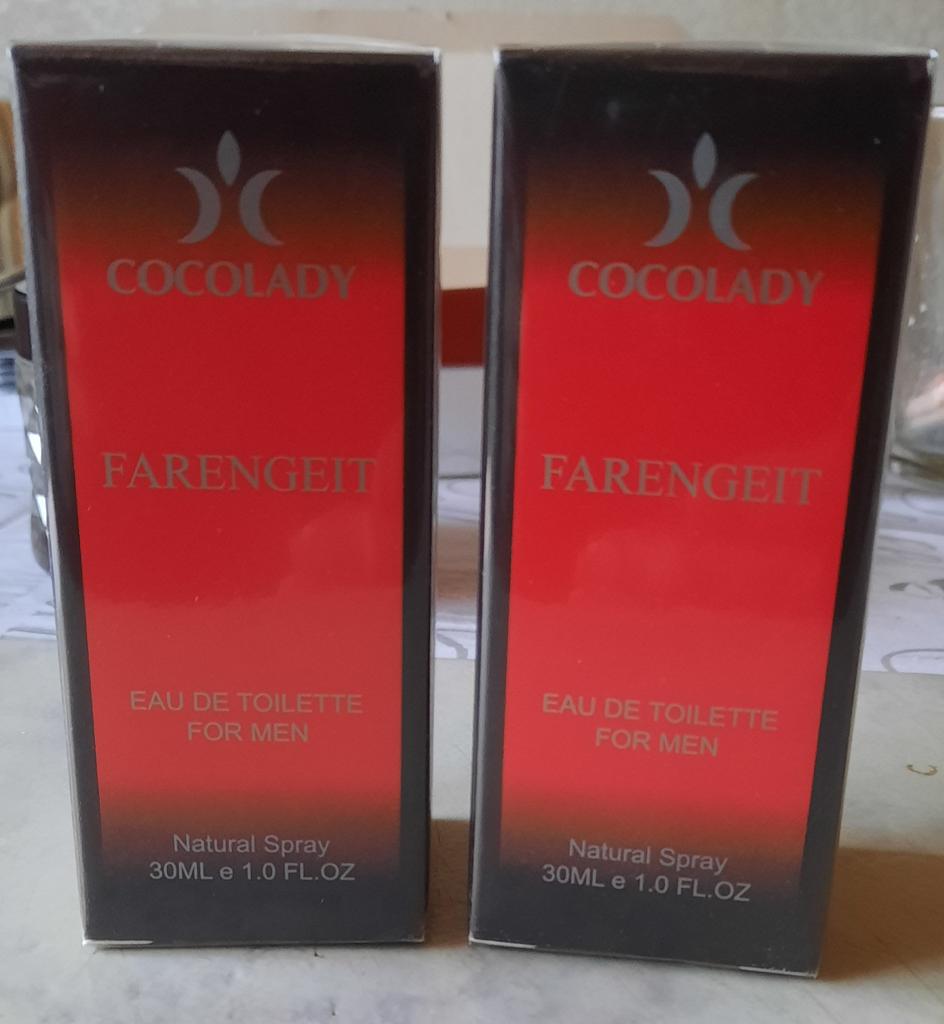 COCOLADY
FARENGEIT
EAU DE TOILETTE
FOR MEN
Natural Spray
30ML e 1.0 FL.OZ
COCOLADY
FARENGEIT
EAU DE TOILETTE
FOR MEN
Natural Spray
30ML e 1.0 FL.OZ